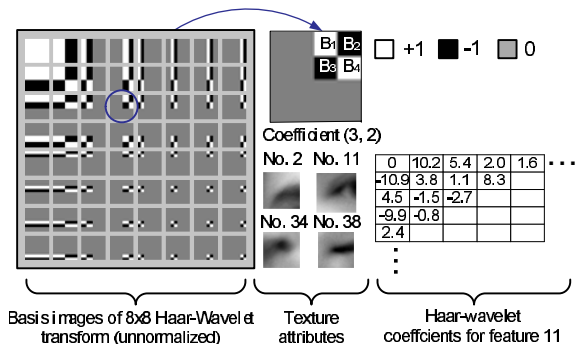 B1 B2
B3 B4
+1 -1 0
Coefficient (3, 2)
No. 2 No. 11
No. 34 No. 38
0 10.2 5.4 2.0 1.6 ...
-10.9 3.8 1.1 8.3
4.5 -1.5 -2.7
-9.9 -0.8
2.4
Basis images of 8x8 Haar-Wavelet
transform (unnormalized)
Texture
attributes
Haar-wavelet
coeffcients for feature 11